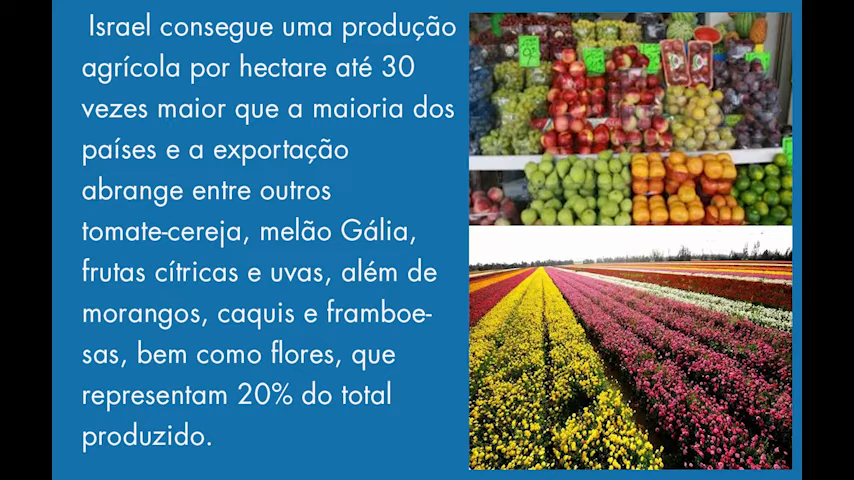 Israel consegue uma produção
agrícola por hectare até 30
vezes maior que a maioria dos
países e a exportação
abrange entre outros
tomate-cereja, melão Gália,
frutas cítricas e uvas, além de
morangos, caquis e framboe-
sas, bem como flores, que
representam 20% do total
produzido.